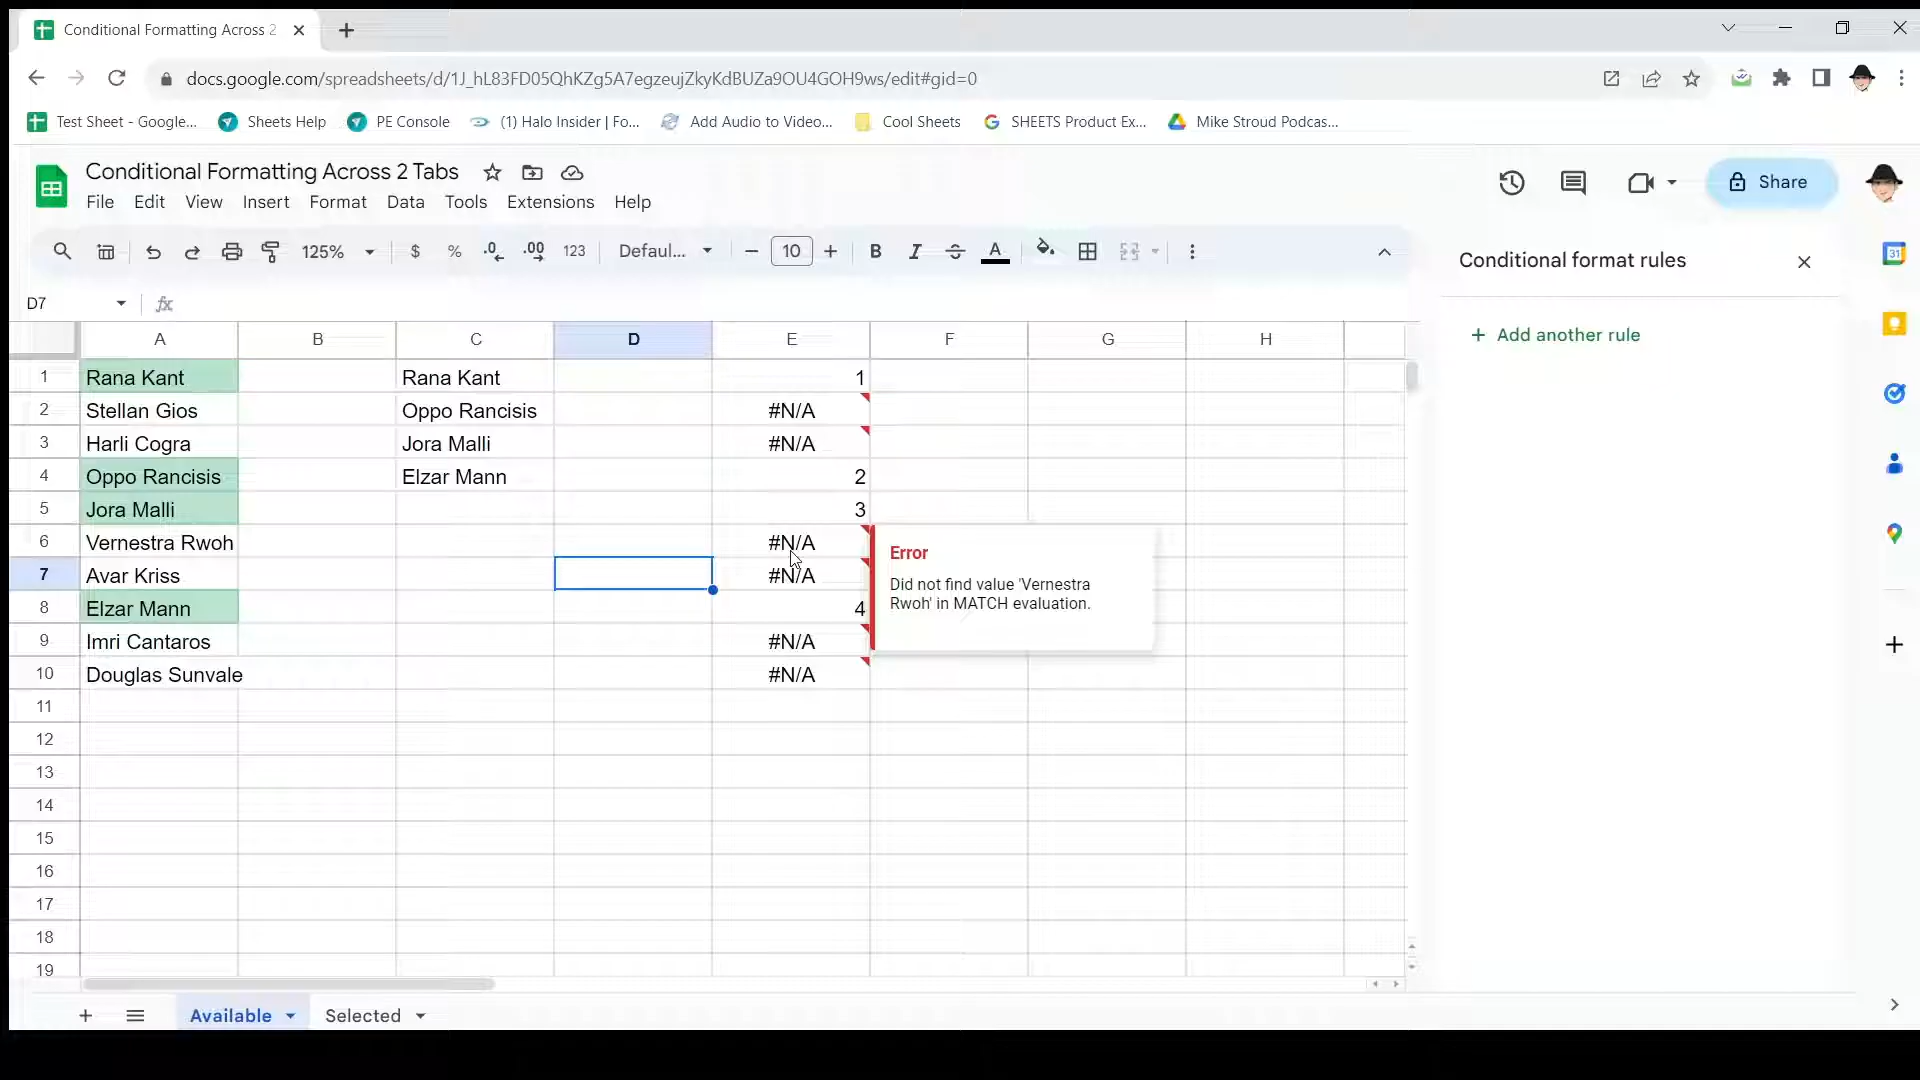 Conditional Formatting Across 2
docs.google.com/spreadsheets/d/1J_hL83FD05QhKZg5A7egzeujZkyKdBUZa9OU4GOH9ws/edit#gid=0
Test Sheet - Google... Sheets Help PE Console (1) Halo Insider | Fo... Add Audio to Video... Cool Sheets SHEETS Product Ex... Mike Stroud Podcas...
Conditional Formatting Across 2 Tabs
File Edit View Insert Format Data Tools Extensions Help
Share
125% $ % .0 .00 123 Defaul... 10 B I S A
Conditional format rules
D7 fx
+ Add another rule
A B C D E F G H
1 Rana Kant Rana Kant 1
2 Stellan Gios Oppo Rancisis #N/A
3 Harli Cogra Jora Malli #N/A
4 Oppo Rancisis Elzar Mann 2
5 Jora Malli 3
6 Vernestra Rwoh #N/A
7 Avar Kriss #N/A
8 Elzar Mann 4
9 Imri Cantaros #N/A
10 Douglas Sunvale #N/A
Error
Did not find value 'Vernestra
Rwoh' in MATCH evaluation.
11
12
13
14
15
16
17
18
19
Available Selected
31